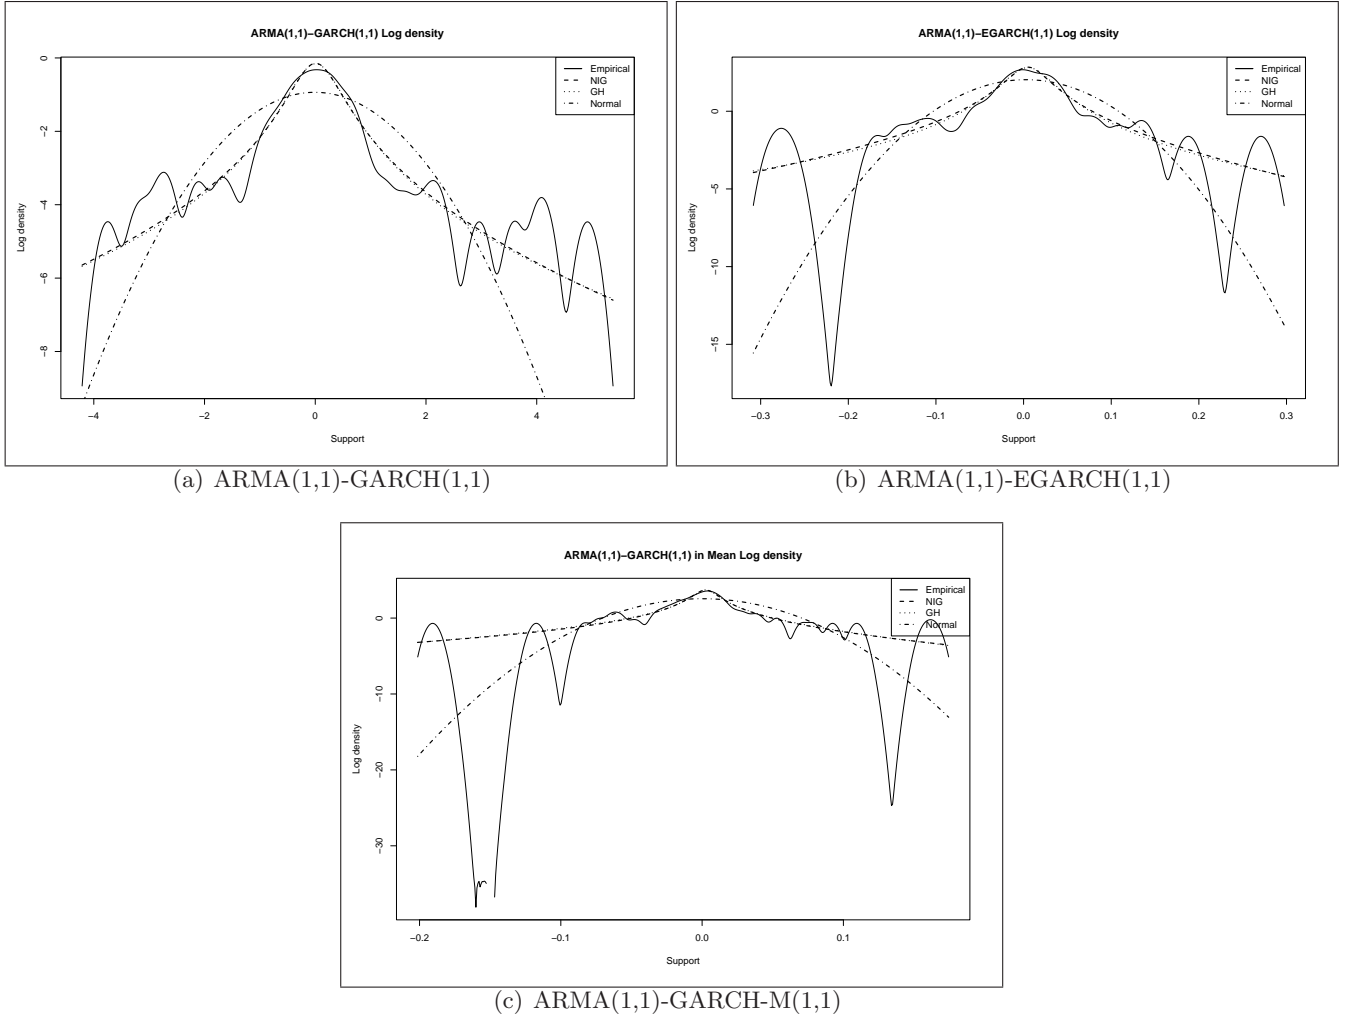 ARMA(1,1)−GARCH(1,1) Log density
Log density
0
−2
−4
−6
−8
Empirical
NIG
GH
Normal
−4 −2 0 2 4
Support
(a) ARMA(1,1)-GARCH(1,1)
ARMA(1,1)−EGARCH(1,1) Log density
Log density
0
−5
−10
−15
Empirical
NIG
GH
Normal
−0.3 −0.2 −0.1 0.0 0.1 0.2 0.3
Support
(b) ARMA(1,1)-EGARCH(1,1)
ARMA(1,1)−GARCH(1,1) in Mean Log density
Log density
0
−10
−20
−30
Empirical
NIG
GH
Normal
−0.2 −0.1 0.0 0.1
Support
(c) ARMA(1,1)-GARCH-M(1,1)